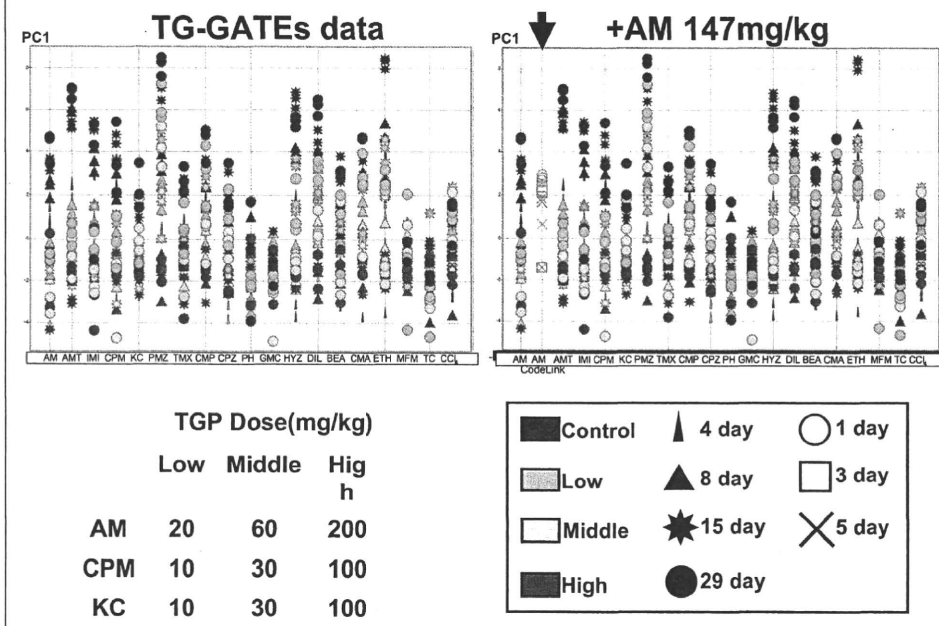 TG-GATEs data
+AM 147mg/kg
PC1
PC1
AM AMT IMI CPM KC PMZ TMX CMP CPZ PH GMC HYZ DIL BEA CMA ETH MFM TC CCL
AM AM AMT IMI CPM KC PMZ TMX CMP CPZ PH GMC HYZ DIL BEA CMA ETH MFM TC CCL
CodeLink
TGP Dose(mg/kg)
Low Middle Hig
h
AM 20 60 200
CPM 10 30 100
KC 10 30 100
Control 4 day 1 day
Low 8 day 3 day
Middle 15 day 5 day
High 29 day